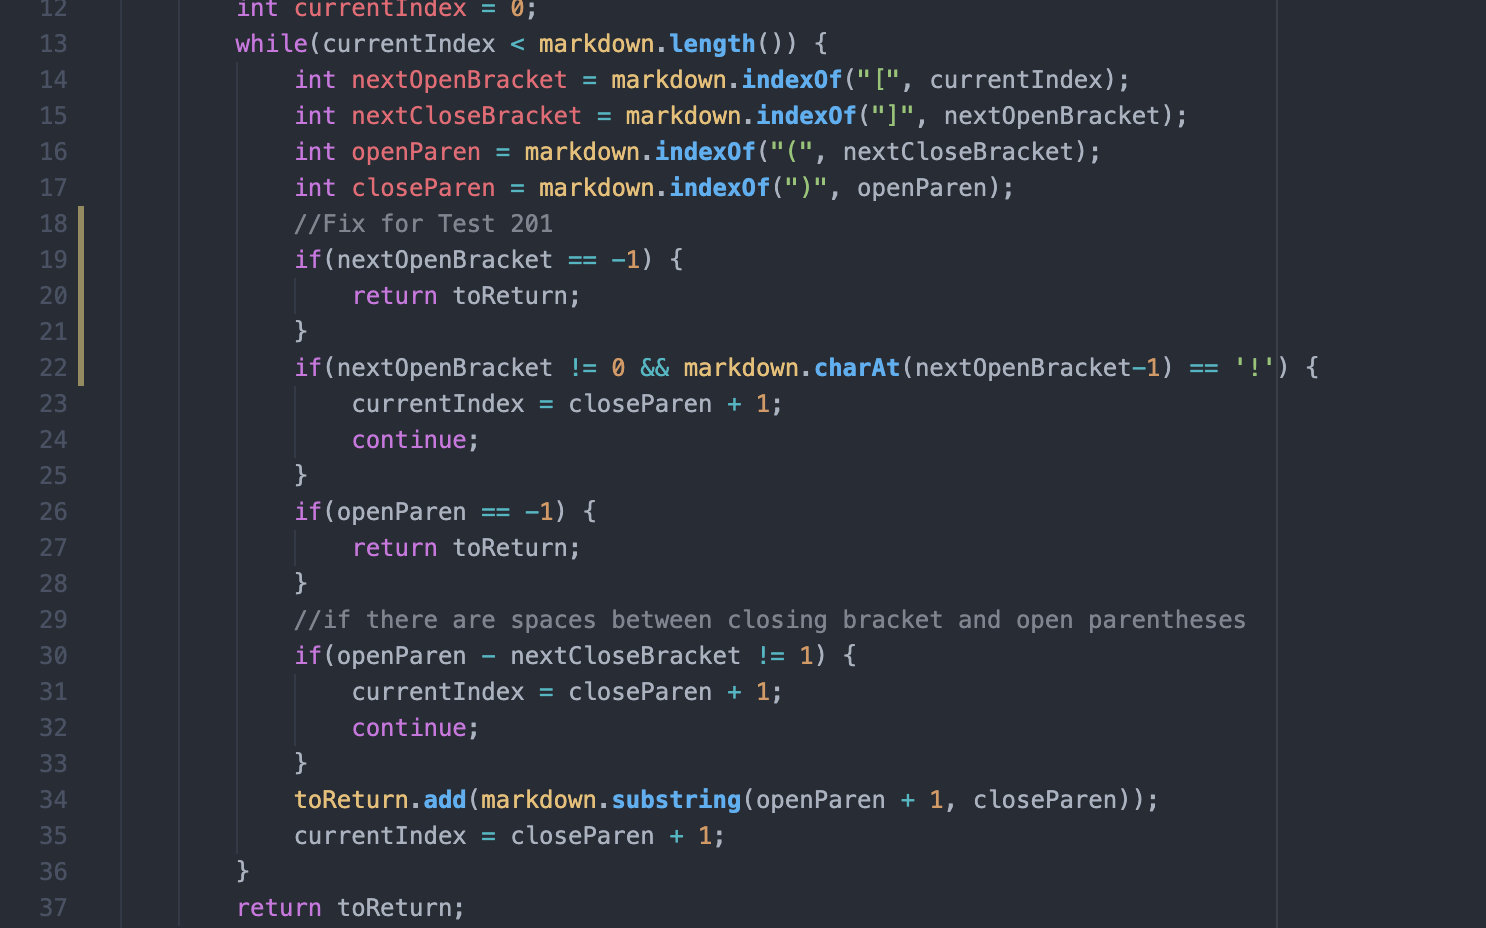 12 int currentIndex = 0;
13 while(currentIndex < markdown.length()) {
14 int nextOpenBracket = markdown.indexOf("[", currentIndex);
15 int nextCloseBracket = markdown.indexOf("]", nextOpenBracket);
16 int openParen = markdown.indexOf("(", nextCloseBracket);
17 int closeParen = markdown.indexOf(")", openParen);
18 //Fix for Test 201
19 if(nextOpenBracket == -1) {
20 return toReturn;
21 }
22 if(nextOpenBracket != 0 && markdown.charAt(nextOpenBracket-1) == '!') {
23 currentIndex = closeParen + 1;
24 continue;
25 }
26 if(openParen == -1) {
27 return toReturn;
28 }
29 //if there are spaces between closing bracket and open parentheses
30 if(openParen - nextCloseBracket != 1) {
31 currentIndex = closeParen + 1;
32 continue;
33 }
34 toReturn.add(markdown.substring(openParen + 1, closeParen));
35 currentIndex = closeParen + 1;
36 }
37 return toReturn;